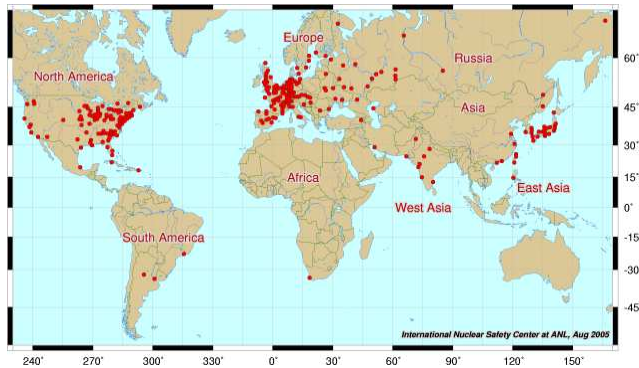 Europe
Russia
North America
60°
Asia
45°
30°
Africa
15°
East Asia
West Asia
0°
South America
-15
-30
-45
International Nuclear Safety Center at ANL, Aug 2005
240° 270° 300° 330° 0° 30° 60° 90° 120° 150°